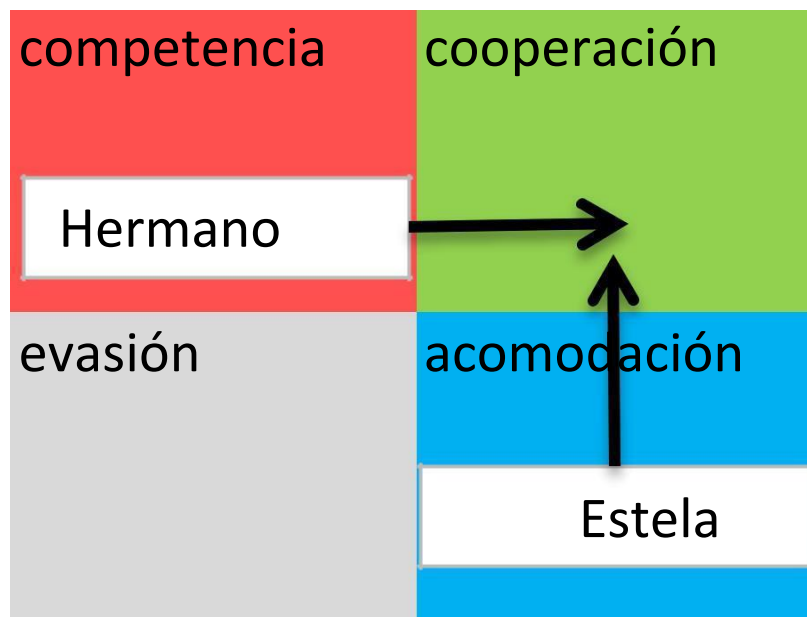 competencia
cooperación
Hermano
evasión
acomodación
Estela